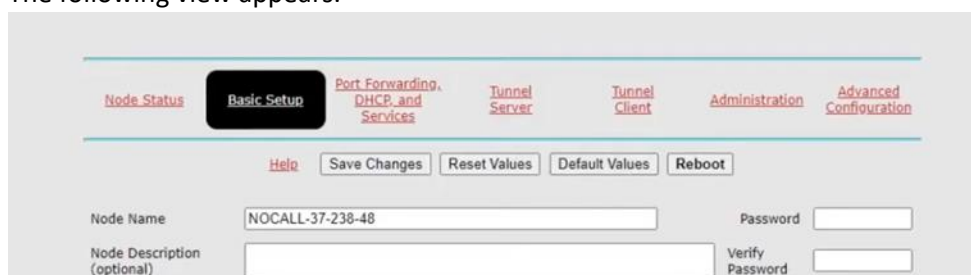 The following view appears:
Node Status
Basic Setup
Port Forwarding,
DHCP, and
Services
Tunnel
Server
Tunnel
Client
Administration
Advanced
Configuration
Help
Save Changes
Reset Values
Default Values
Reboot
Node Name
NOCALL-37-238-48
Password
Node Description
(optional)
Verify
Password